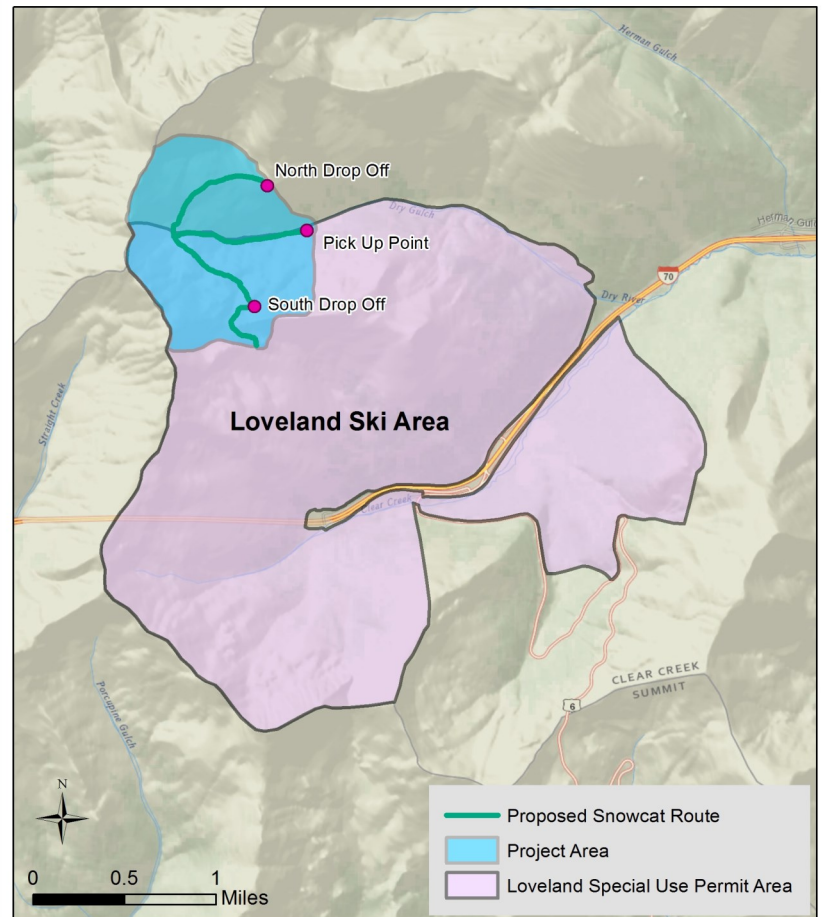 Herman Gulch
North Drop Off
Dry Gulch
Herman Gulc
Pick Up Point
70
Dry River
South Drop Off
Straight Creek
Loveland Ski Area
Clear Creek
Porcupine Gulch
CLEAR CREEK
SUMMIT
6
N
0 0.5 1
Miles
Proposed Snowcat Route
Project Area
Loveland Special Use Permit Area